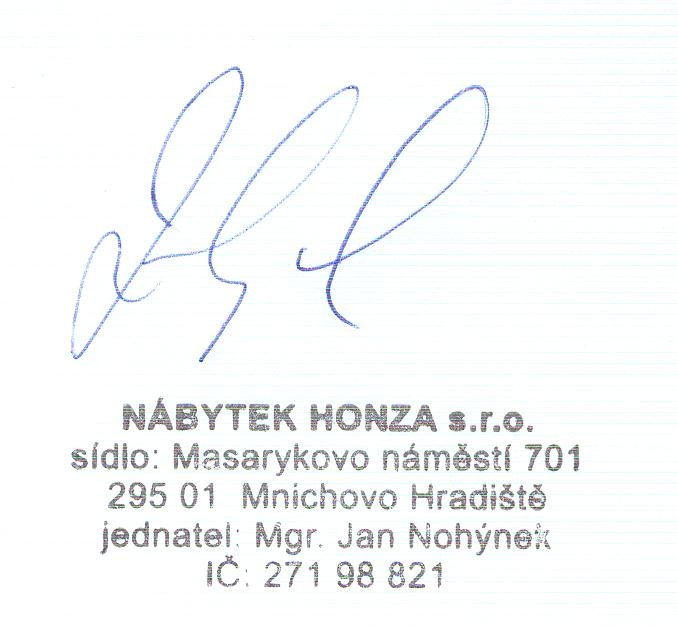 NÁBYTEK HONZA s.r.o.
sídlo: Masarykovo náměstí 701
295 01 Mnichovo Hradiště
jednatel: Mgr. Jan Nohýnek
IČ: 271 98 821